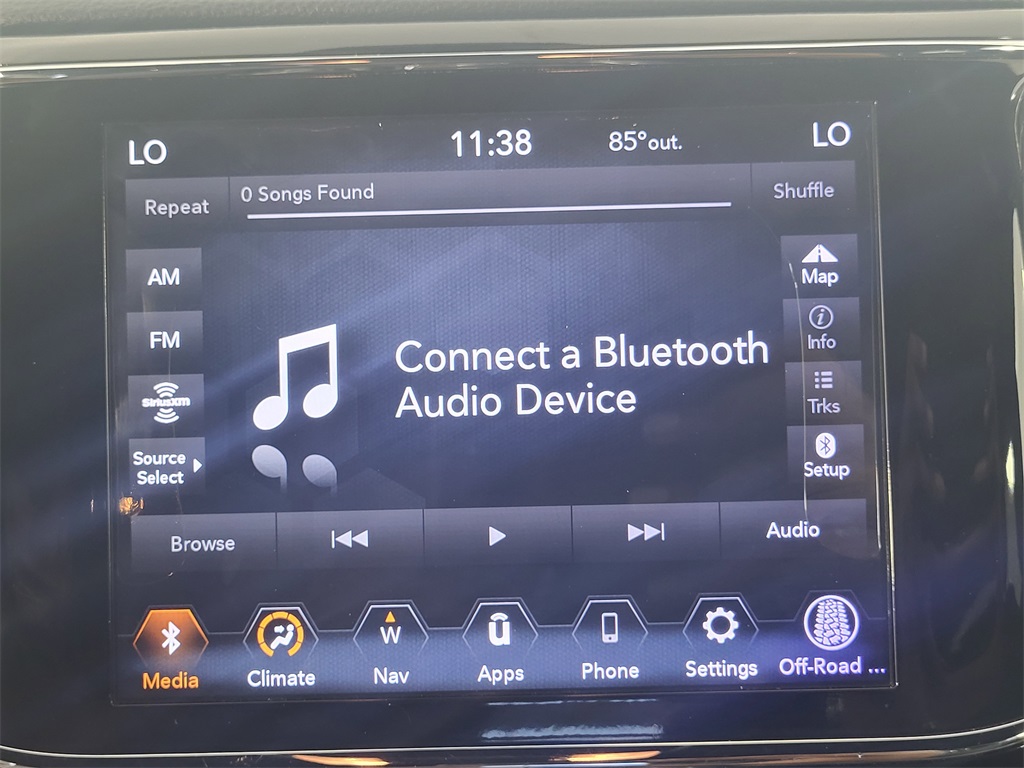 LO
11:38
85°out.
LO
Repeat
0 Songs Found
Shuffle
AM
FM
SiriusXM
Source
Select
Connect a Bluetooth
Audio Device
Map
Info
Trks
Setup
Browse
Audio
Media
Climate
W
Nav
u
Apps
Phone
Settings
Off-Road ...